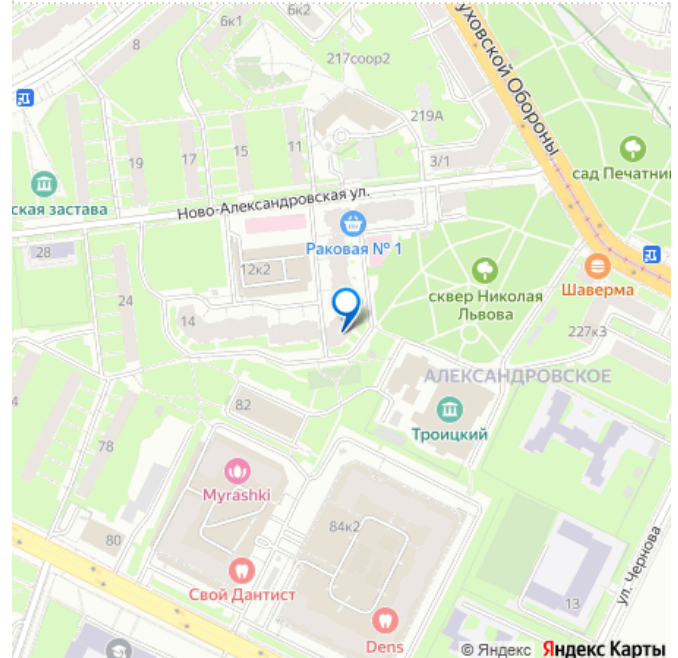 6к1
6к2
8
217соор2
уховской Обороны
219А
19
17
15
11
3/1
сад Печатник
ская застава
Ново-Александровская ул.
28
Раковая № 1
12к2
сквер Николая
Львова
Шаверма
24
14
227к3
АЛЕКСАНДРОВСКОЕ
82
4
Троицкий
78
Myrashki
84к2
80
Свой Дантист
ул. Чернова
13
Dens
© Яндекс Яндекс Карты